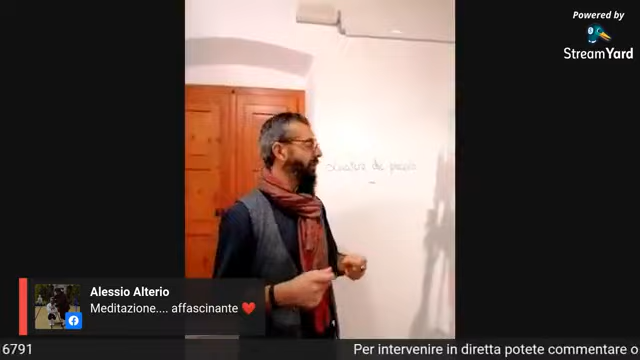 Powered by
StreamYard
Alessio Alterio
Meditazione.... affascinante ❤️
6791
Per intervenire in diretta potete commentare o